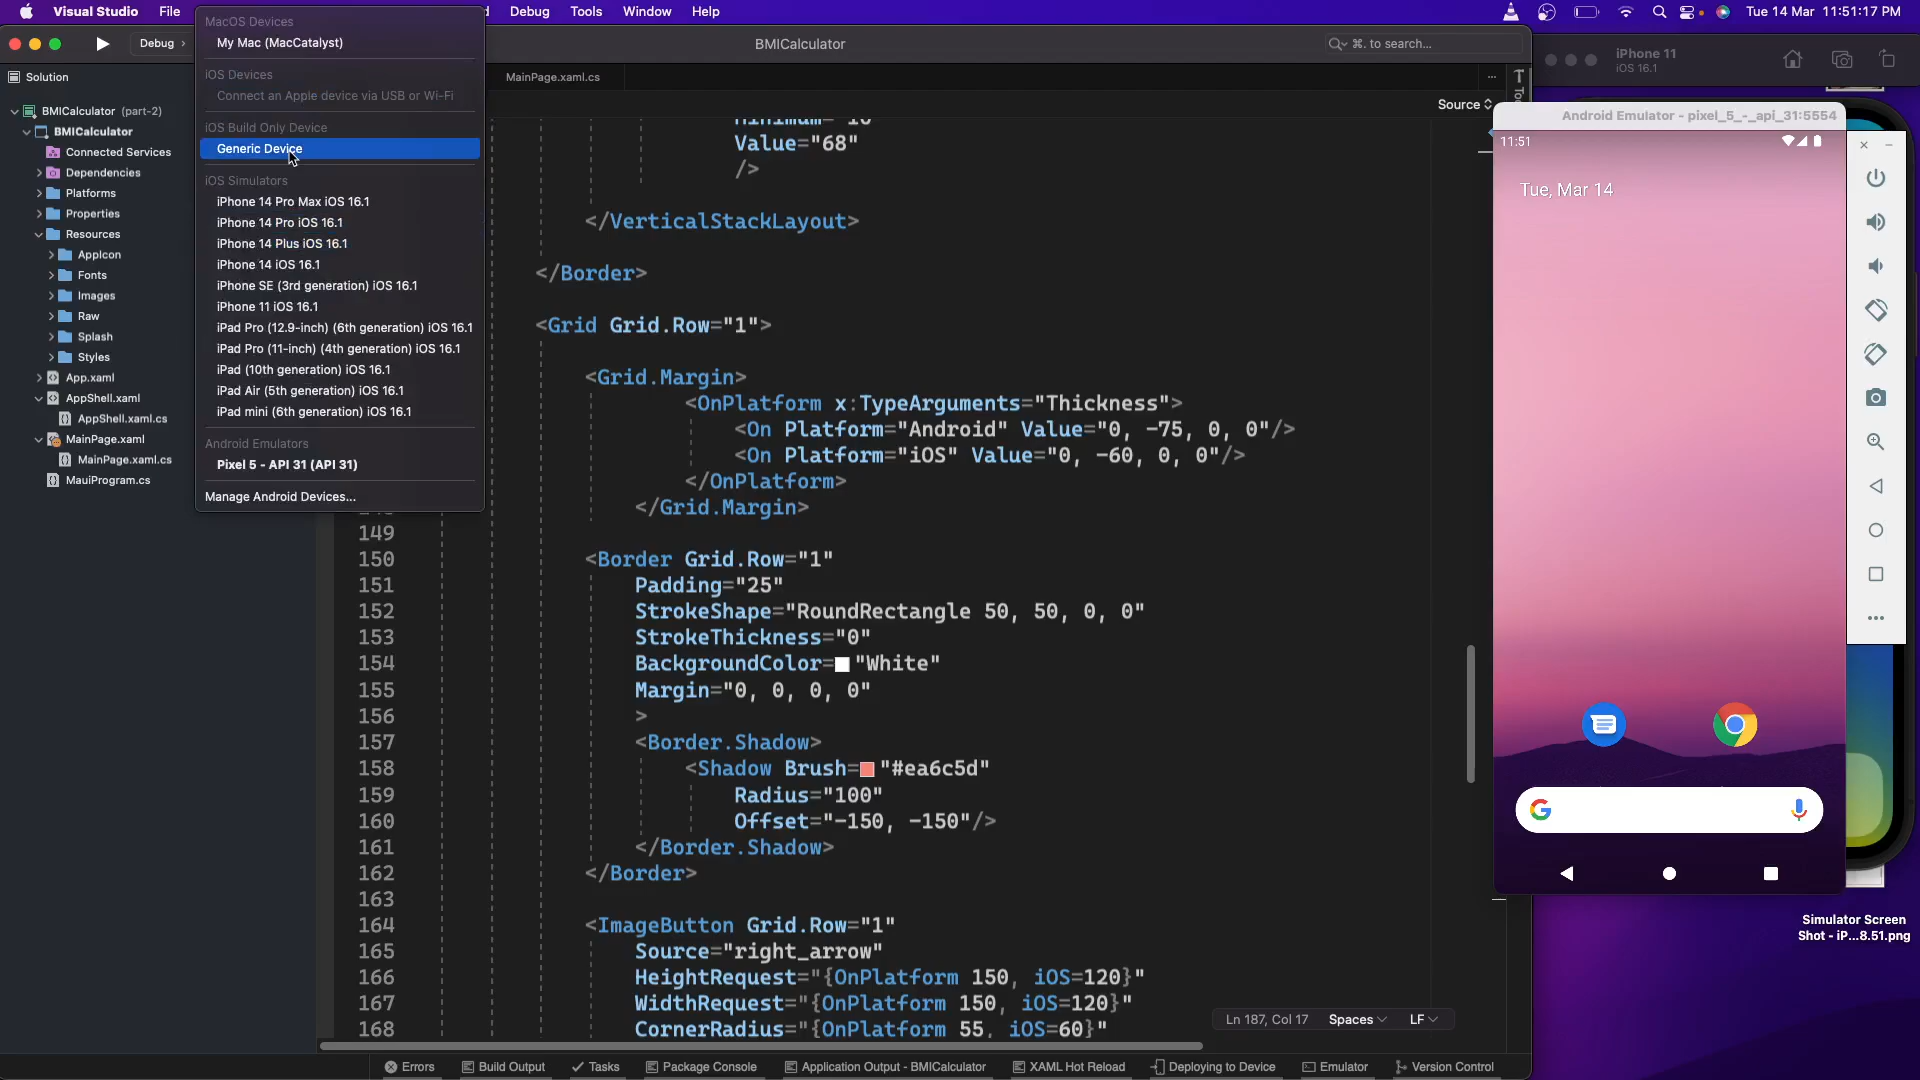 Visual Studio File Debug Tools Window Help
Tue 14 Mar 11:51:17 PM
Debug
BMICalculator
⌘. to search...
MacOS Devices
My Mac (MacCatalyst)
iOS Devices
Connect an Apple device via USB or Wi-Fi
iOS Build Only Device
Generic Device
iOS Simulators
iPhone 14 Pro Max iOS 16.1
iPhone 14 Pro iOS 16.1
iPhone 14 Plus iOS 16.1
iPhone 14 iOS 16.1
iPhone SE (3rd generation) iOS 16.1
iPhone 11 iOS 16.1
iPad Pro (12.9-inch) (6th generation) iOS 16.1
iPad Pro (11-inch) (4th generation) iOS 16.1
iPad (10th generation) iOS 16.1
iPad Air (5th generation) iOS 16.1
iPad mini (6th generation) iOS 16.1
Android Emulators
Pixel 5 - API 31 (API 31)
Manage Android Devices...
Solution
BMICalculator (part-2)
BMICalculator
Connected Services
Dependencies
Platforms
Properties
Resources
AppIcon
Fonts
Images
Raw
Splash
Styles
App.xaml
AppShell.xaml
AppShell.xaml.cs
MainPage.xaml
MainPage.xaml.cs
MauiProgram.cs
MainPage.xaml.cs
Source
Minimum="10"
Value="68"
/>
</VerticalStackLayout>
</Border>
<Grid Grid.Row="1">
<Grid.Margin>
<OnPlatform x:TypeArguments="Thickness">
<On Platform="Android" Value="0, -75, 0, 0"/>
<On Platform="iOS" Value="0, -60, 0, 0"/>
</OnPlatform>
</Grid.Margin>
149
150 <Border Grid.Row="1"
151 Padding="25"
152 StrokeShape="RoundRectangle 50, 50, 0, 0"
153 StrokeThickness="0"
154 BackgroundColor="White"
155 Margin="0, 0, 0, 0"
156 >
157 <Border.Shadow>
158 <Shadow Brush="#ea6c5d"
159 Radius="100"
160 Offset="-150, -150"/>
161 </Border.Shadow>
162 </Border>
163
164 <ImageButton Grid.Row="1"
165 Source="right_arrow"
166 HeightRequest="{OnPlatform 150, iOS=120}"
167 WidthRequest="{OnPlatform 150, iOS=120}"
168 CornerRadius="{OnPlatform 55, iOS=60}"
Ln 187, Col 17 Spaces LF
Errors Build Output Tasks Package Console Application Output - BMICalculator XAML Hot Reload Deploying to Device Emulator Version Control
iPhone 11
iOS 16.1
Android Emulator - pixel_5_-_api_31:5554
11:51
Tue, Mar 14
Simulator Screen
Shot - iP...8.51.png